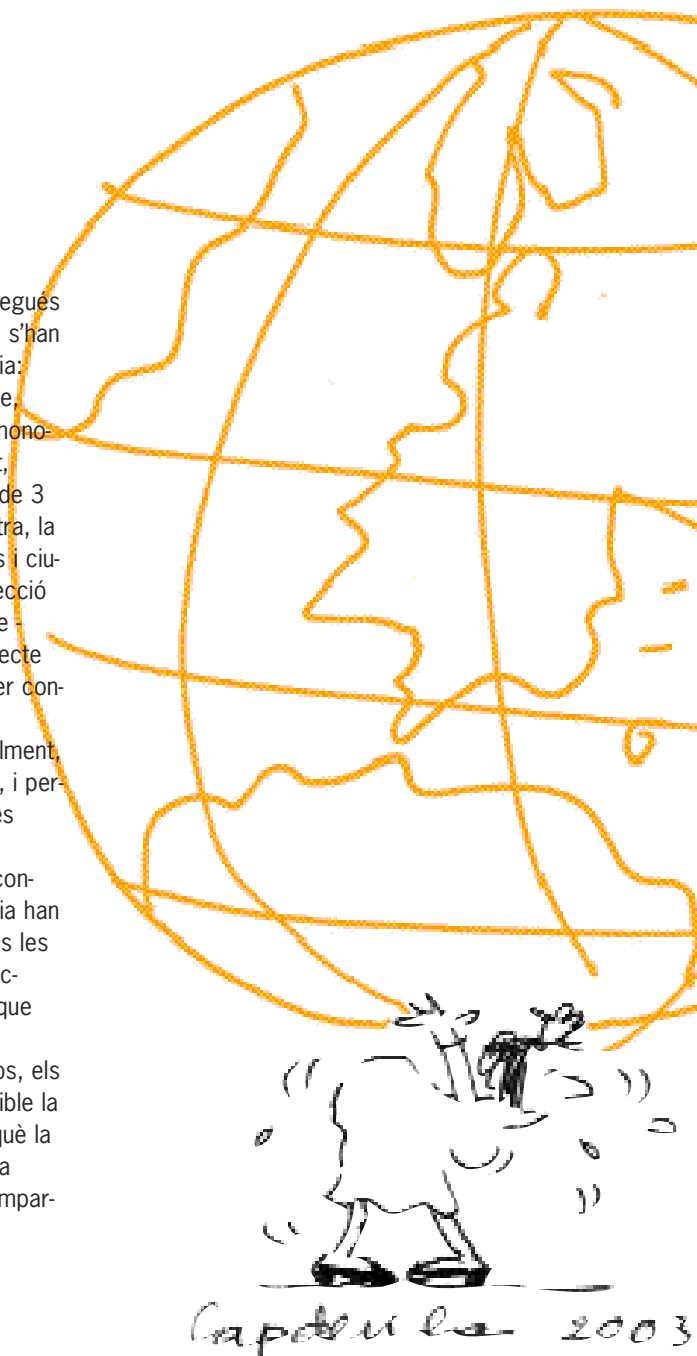 egués
s'han
ia:
e,
mono-
t,
de 3
tra, la
s i ciu-
ecció
e -
ecte
er con-
lment,
, i per-
es
con-
ia han
s les
c-
que
os, els
ible la
què la
a
mpar-
Capdevila 2003